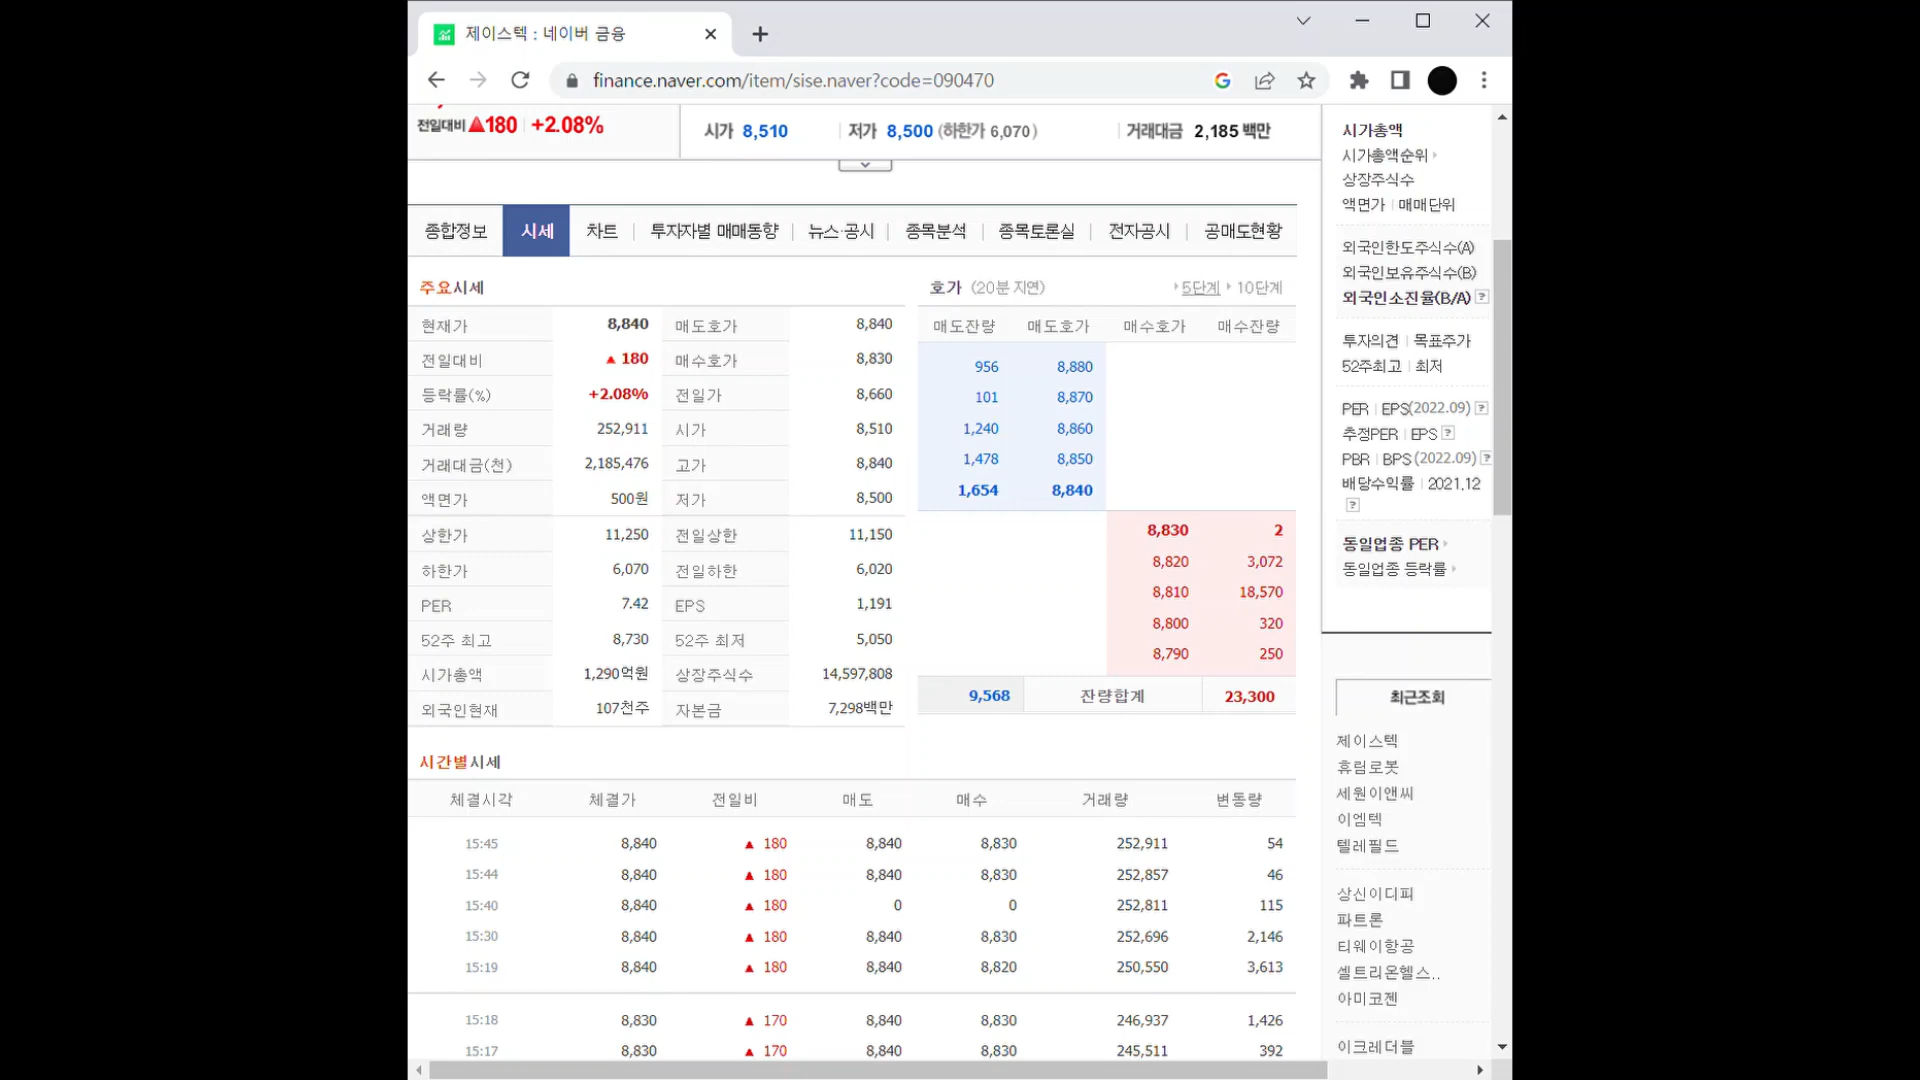 제이스텍 : 네이버 금융
finance.naver.com/item/sise.naver?code=090470
전일대비 ▲180 +2.08%
시가 8,510 저가 8,500 (하한가 6,070) 거래대금 2,185 백만
종합정보 시세 차트 투자자별 매매동향 뉴스·공시 종목분석 종목토론실 전자공시 공매도현황
주요시세
현재가 8,840 매도호가 8,840
전일대비 ▲ 180 매수호가 8,830
등락률(%) +2.08% 전일가 8,660
거래량 252,911 시가 8,510
거래대금(천) 2,185,476 고가 8,840
액면가 500원 저가 8,500
상한가 11,250 전일상한 11,150
하한가 6,070 전일하한 6,020
PER 7.42 EPS 1,191
52주 최고 8,730 52주 최저 5,050
시가총액 1,290억원 상장주식수 14,597,808
외국인현재 107천주 자본금 7,298백만
호가 (20분 지연) 5단계 10단계
매도잔량 매도호가 매수호가 매수잔량
956 8,880
101 8,870
1,240 8,860
1,478 8,850
1,654 8,840
8,830 2
8,820 3,072
8,810 18,570
8,800 320
8,790 250
9,568 잔량합계 23,300
시간별시세
체결시각 체결가 전일비 매도 매수 거래량 변동량
15:45 8,840 ▲ 180 8,840 8,830 252,911 54
15:44 8,840 ▲ 180 8,840 8,830 252,857 46
15:40 8,840 ▲ 180 0 0 252,811 115
15:30 8,840 ▲ 180 8,840 8,830 252,696 2,146
15:19 8,840 ▲ 180 8,840 8,820 250,550 3,613
15:18 8,830 ▲ 170 8,840 8,830 246,937 1,426
15:17 8,830 ▲ 170 8,840 8,830 245,511 392
시가총액
시가총액순위
상장주식수
액면가 매매단위
외국인한도주식수(A)
외국인보유주식수(B)
외국인소진율(B/A) ?
투자의견 목표주가
52주최고 최저
PER EPS(2022.09) ?
추정PER EPS ?
PBR BPS (2022.09) ?
배당수익률 2021.12
?
동일업종 PER
동일업종 등락률
최근조회
제이스텍
휴림로봇
세원이앤씨
이엠텍
텔레필드
상신이디피
파트론
티웨이항공
셀트리온헬스..
아미코젠
이크레더블